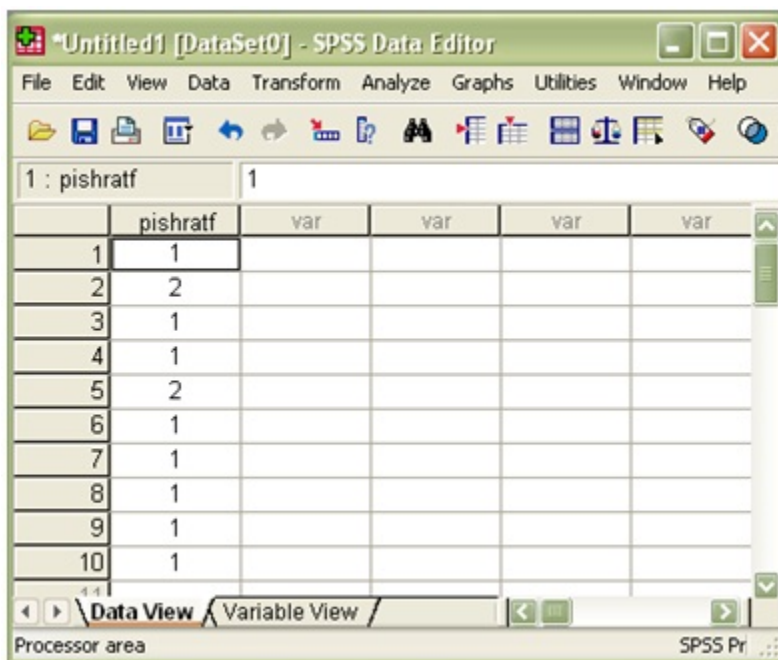 *Untitled1 [DataSet0] - SPSS Data Editor
File Edit View Data Transform Analyze Graphs Utilities Window Help
1 : pishratf 1
pishratf var var var var
1 1
2 2
3 1
4 1
5 2
6 1
7 1
8 1
9 1
10 1
11
Data View Variable View
Processor area SPSS Pr